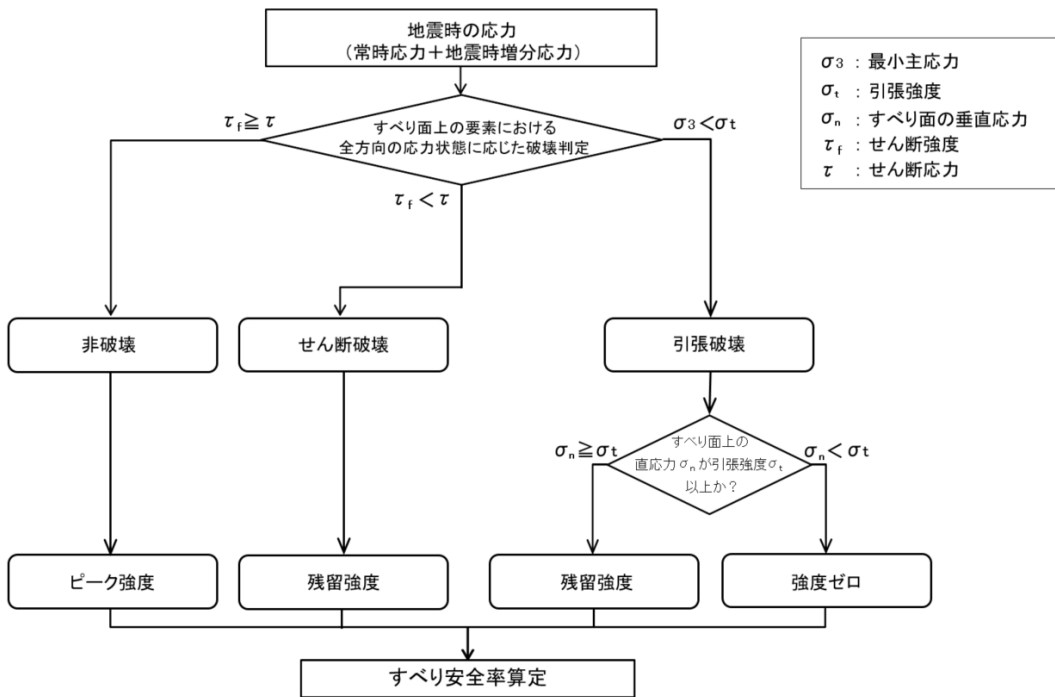 地震時の応力
(常時応力＋地震時増分応力)
σ3 : 最小主応力
σt : 引張強度
σn : すべり面の垂直応力
τf : せん断強度
τ : せん断応力
τf≧τ
すべり面上の要素における
全方向の応力状態に応じた破壊判定
σ3＜σt
τf＜τ
非破壊
せん断破壊
引張破壊
σn≧σt
すべり面上の
直応力σnが引張強度σt
以上か？
σn＜σt
ピーク強度
残留強度
残留強度
強度ゼロ
すべり安全率算定